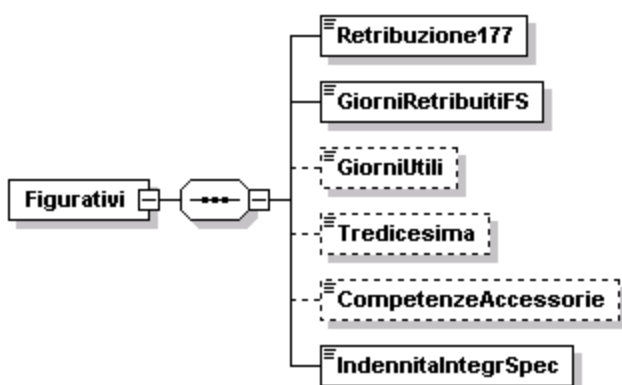 Retribuzione177
GiorniRetribuitiFS
GiorniUtili
Figurativi
Tredicesima
CompetenzeAccessorie
IndennitaIntegrSpec